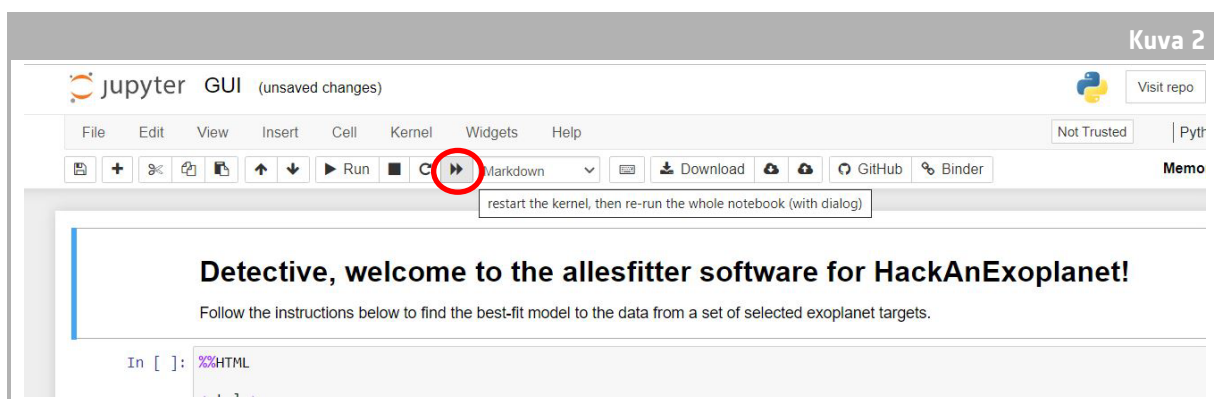 Kuva 2
jupyter GUI (unsaved changes)
Visit repo
File Edit View Insert Cell Kernel Widgets Help
Not Trusted
Run C Markdown Download GitHub Binder
restart the kernel, then re-run the whole notebook (with dialog)
Detective, welcome to the allesfitter software for HackAnExoplanet!
Follow the instructions below to find the best-fit model to the data from a set of selected exoplanet targets.
In [ ]: %%HTML